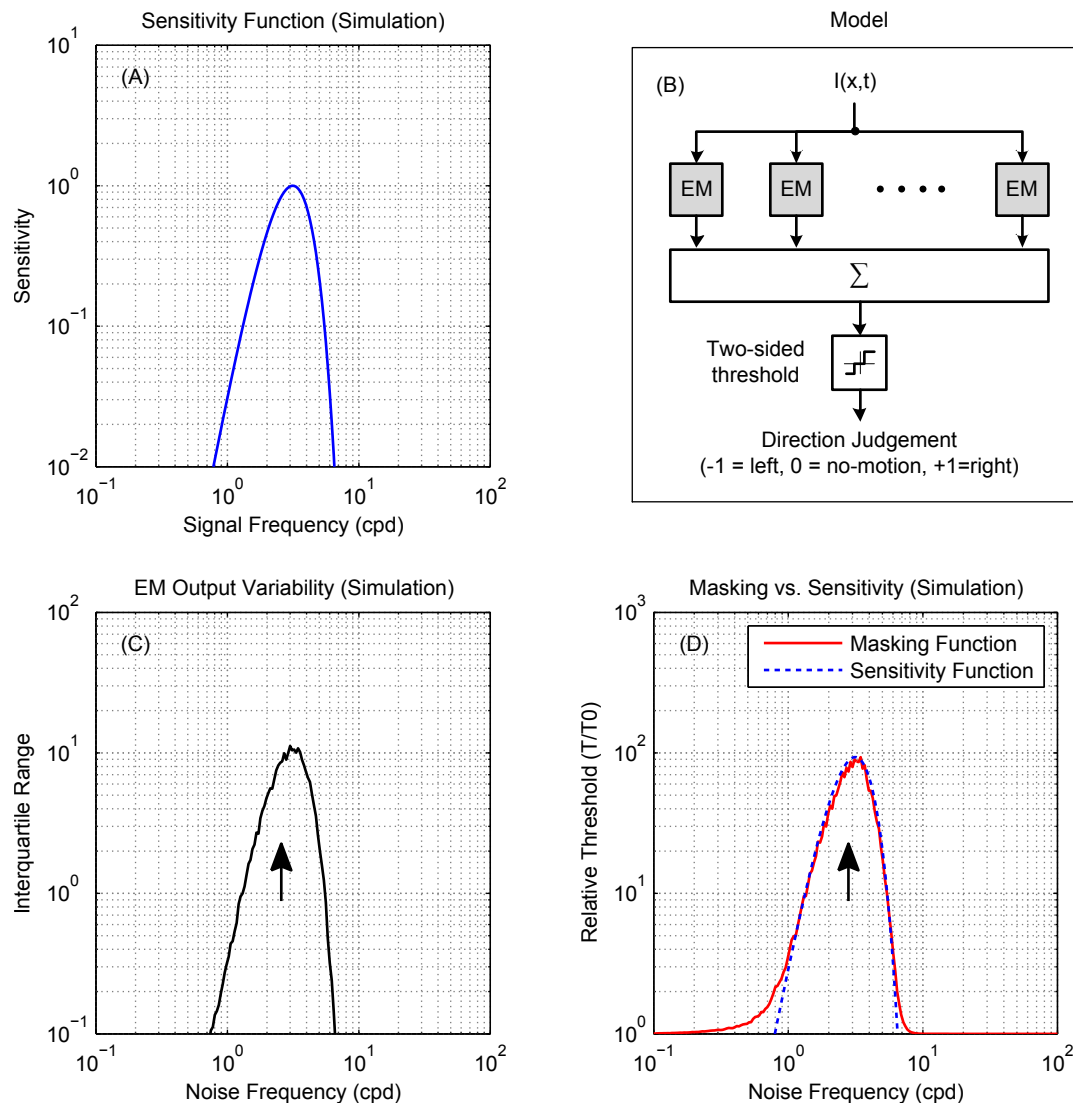 Sensitivity Function (Simulation)
(A)
10^1
10^0
10^−1
10^−2
Sensitivity
10^−1 10^0 10^1 10^2
Signal Frequency (cpd)
Model
(B)
I(x,t)
EM EM • • • • EM
∑
Two-sided
threshold
Direction Judgement
(-1 = left, 0 = no-motion, +1=right)
EM Output Variability (Simulation)
(C)
10^2
10^1
10^0
10^−1
Interquartile Range
10^−1 10^0 10^1 10^2
Noise Frequency (cpd)
Masking vs. Sensitivity (Simulation)
(D)
Masking Function
Sensitivity Function
10^3
10^2
10^1
10^0
Relative Threshold (T/T0)
10^−1 10^0 10^1 10^2
Noise Frequency (cpd)